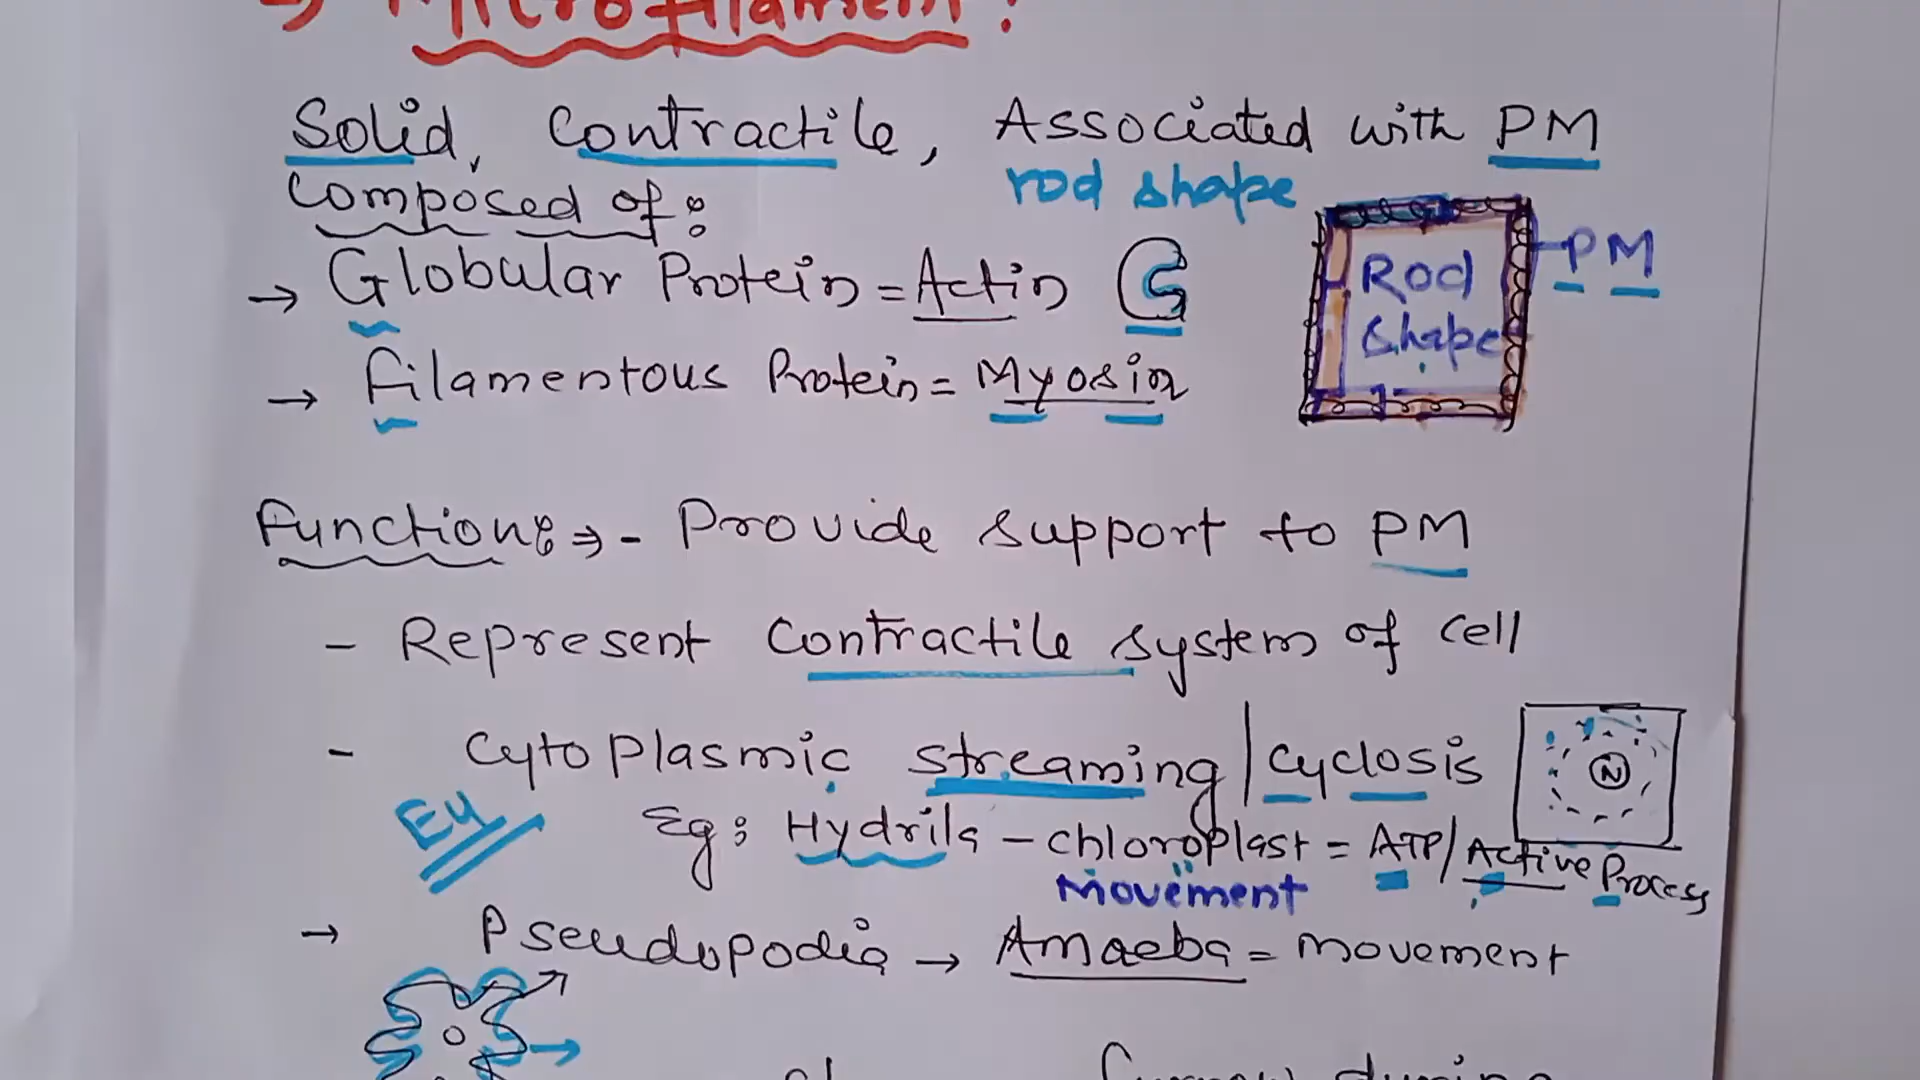 → Microfilament:
Solid, Contractile, Associated with PM
rod shape
Composed of:
→ Globular Protein = Actin G
→ Filamentous Protein = Myosin
Rod
Shape
PM
Function: ⇒ - Provide support to PM
- Represent Contractile system of cell
- Cytoplasmic streaming | Cyclosis
N
EU
Eg: Hydrila - chloroplast = ATP/Active Process
Movement
→ Pseudopodia → Amaeba = movement
during